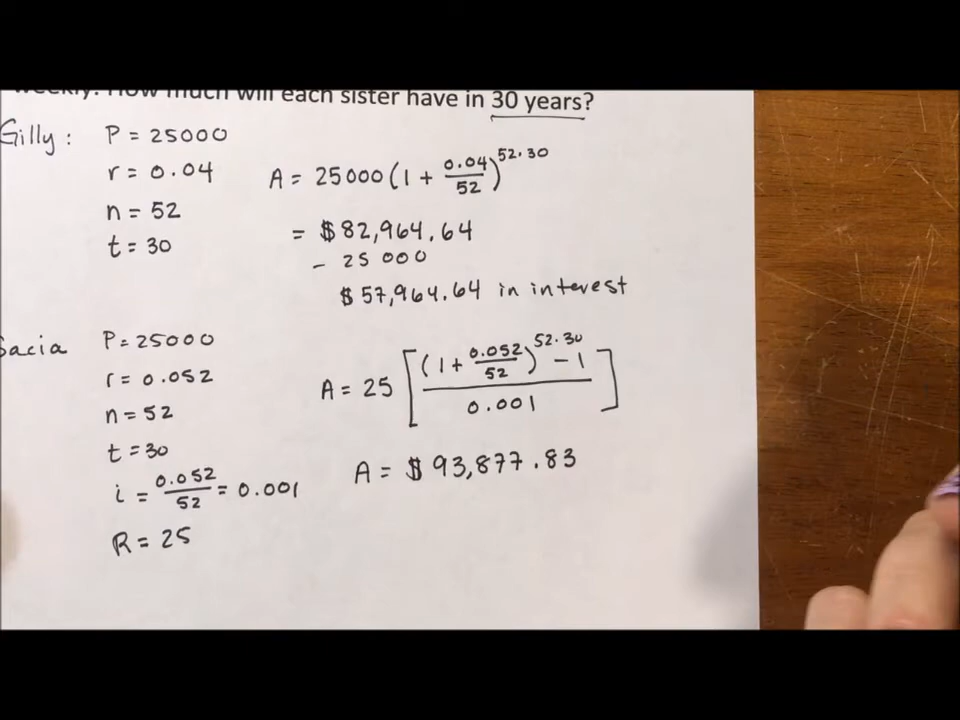 weekly. How much will each sister have in 30 years?
Gilly: P = 25000
r = 0.04
A = 25000(1 + 0.04/52)^52·30
n = 52
= $82,964.64
t = 30
- 25 000
$57,964.64 in interest
Sacia P = 25000
r = 0.052
A = 25 [((1 + 0.052/52)^52·30 - 1)/0.001]
n = 52
t = 30
A = $93,877.83
i = 0.052/52 = 0.001
R = 25